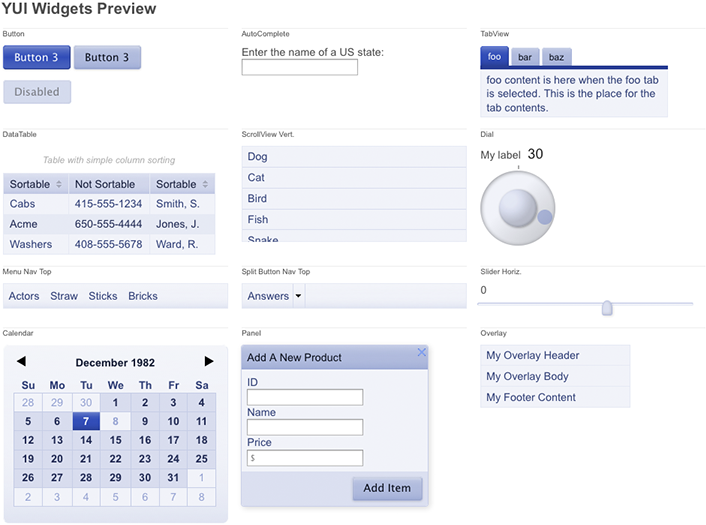 YUI Widgets Preview
Button
AutoComplete
TabView
Button 3
Button 3
Disabled
Enter the name of a US state:
foo
bar
baz
foo content is here when the foo tab
is selected. This is the place for the
tab contents.
DataTable
ScrollView Vert.
Dial
Table with simple column sorting
Sortable Not Sortable Sortable
Cabs 415-555-1234 Smith, S.
Acme 650-555-4444 Jones, J.
Washers 408-555-5678 Ward, R.
Dog
Cat
Bird
Fish
Snake
My label 30
Menu Nav Top
Split Button Nav Top
Slider Horiz.
Actors Straw Sticks Bricks
Answers
0
Calendar
Panel
Overlay
December 1982
Su Mo Tu We Th Fr Sa
28 29 30 1 2 3 4
5 6 7 8 9 10 11
12 13 14 15 16 17 18
19 20 21 22 23 24 25
26 27 28 29 30 31 1
2 3 4 5 6 7 8
Add A New Product
ID
Name
Price
$
Add Item
My Overlay Header
My Overlay Body
My Footer Content